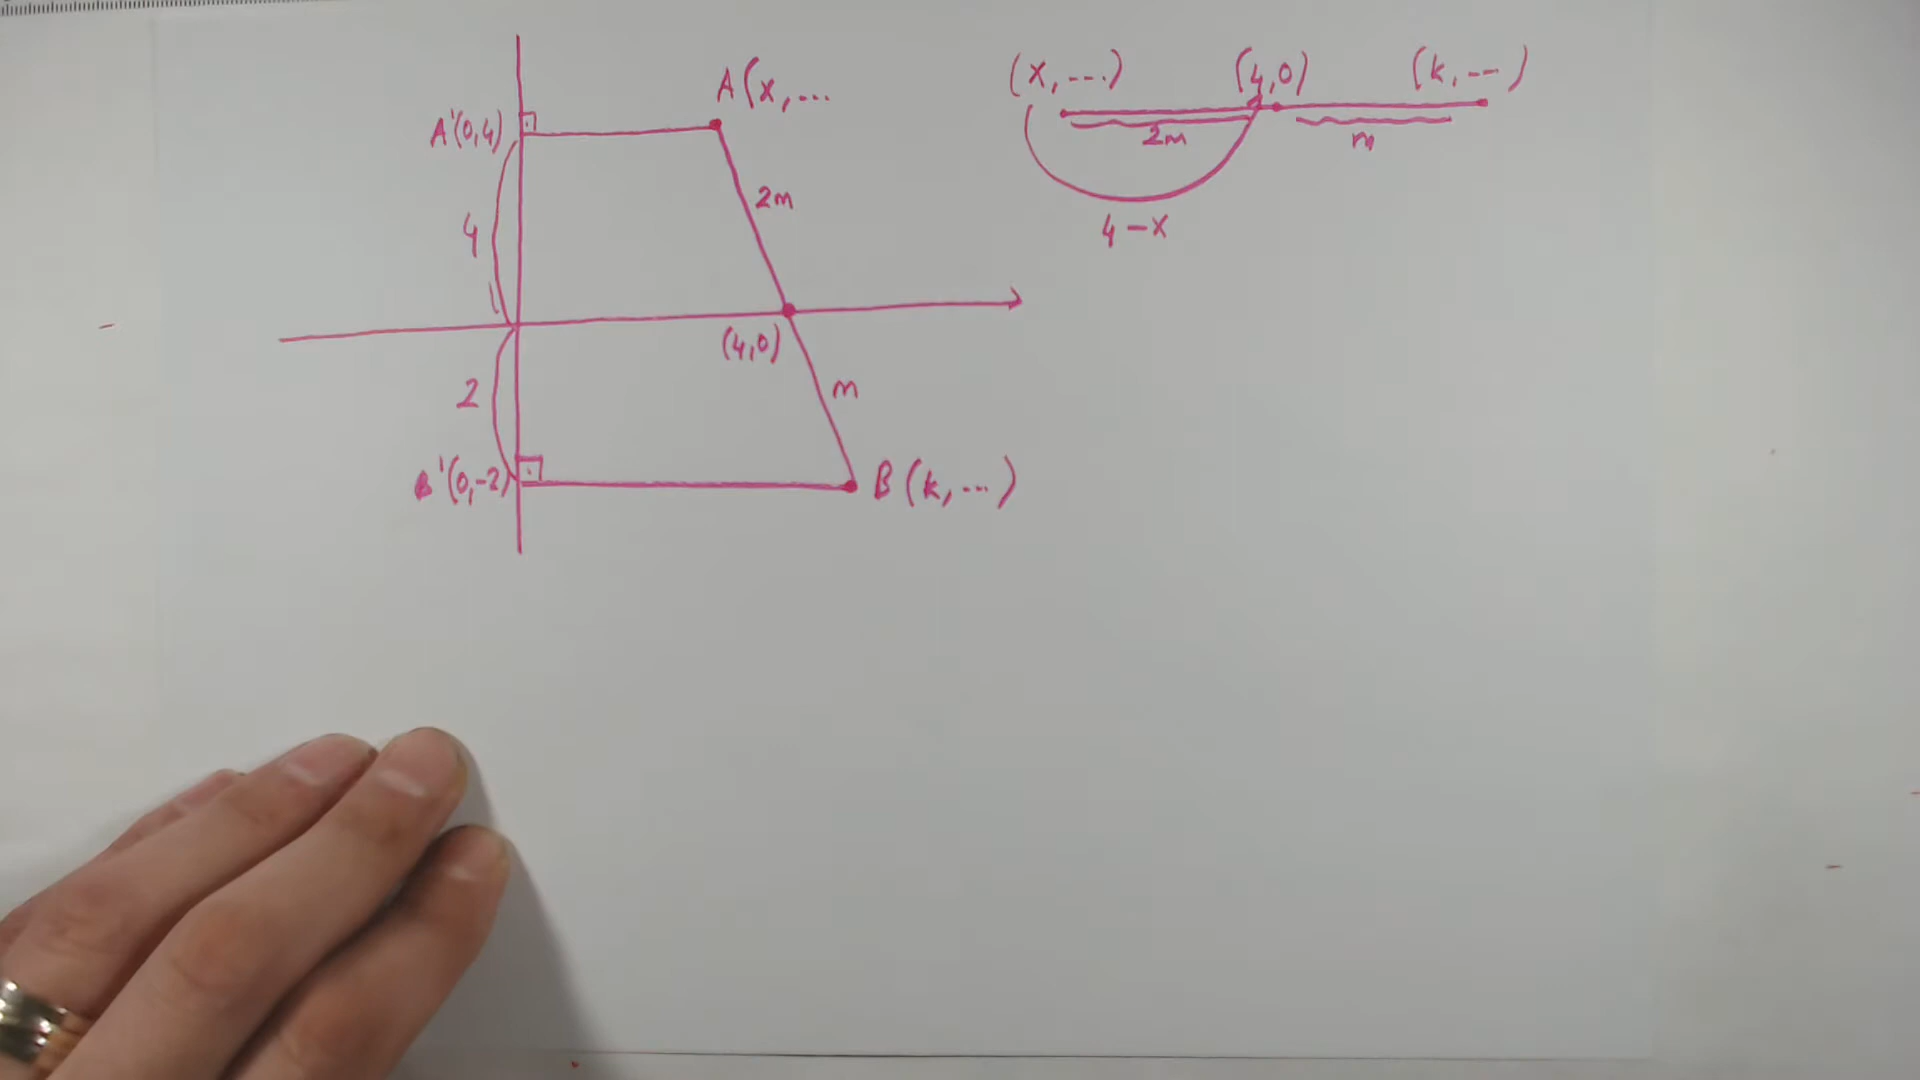 A(x,...
A'(0,4)
2m
4
(4,0)
2
m
B'(0,-2)
B(k,...)
(x,....) (4,0) (k,...)
2m m
4-x